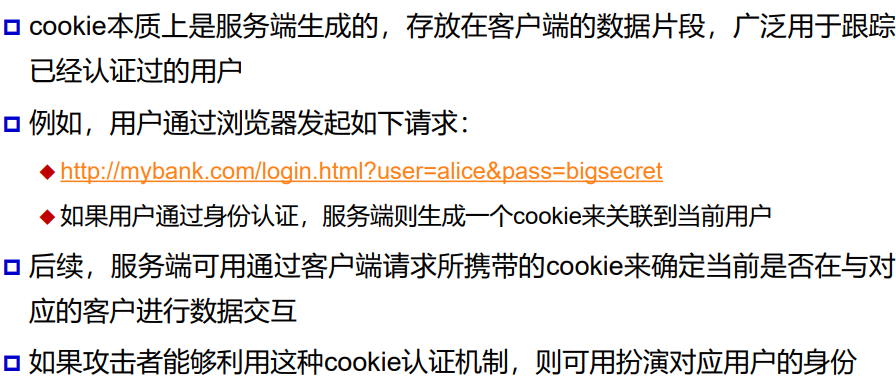 cookie本质上是服务端生成的，存放在客户端的数据片段，广泛用于跟踪
已经认证过的用户
例如，用户通过浏览器发起如下请求：
http://mybank.com/login.html?user=alice&pass=bigsecret
如果用户通过身份认证，服务端则生成一个cookie来关联到当前用户
后续，服务端可用通过客户端请求所携带的cookie来确定当前是否在与对
应的客户进行数据交互
如果攻击者能够利用这种cookie认证机制，则可用扮演对应用户的身份